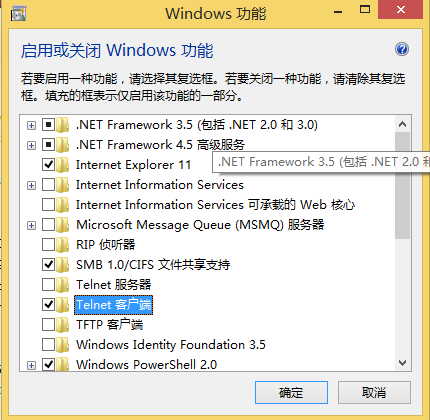 Windows 功能
启用或关闭 Windows 功能
若要启用一种功能，请选择其复选框。若要关闭一种功能，请清除其复选
框。填充的框表示仅启用该功能的一部分。
.NET Framework 3.5 (包括 .NET 2.0 和 3.0)
.NET Framework 4.5 高级服务
Internet Explorer 11
.NET Framework 3.5 (包括 .NET 2.0 和
Internet Information Services
Internet Information Services 可承载的 Web 核心
Microsoft Message Queue (MSMQ) 服务器
RIP 侦听器
SMB 1.0/CIFS 文件共享支持
Telnet 服务器
Telnet 客户端
TFTP 客户端
Windows Identity Foundation 3.5
Windows PowerShell 2.0
确定
取消